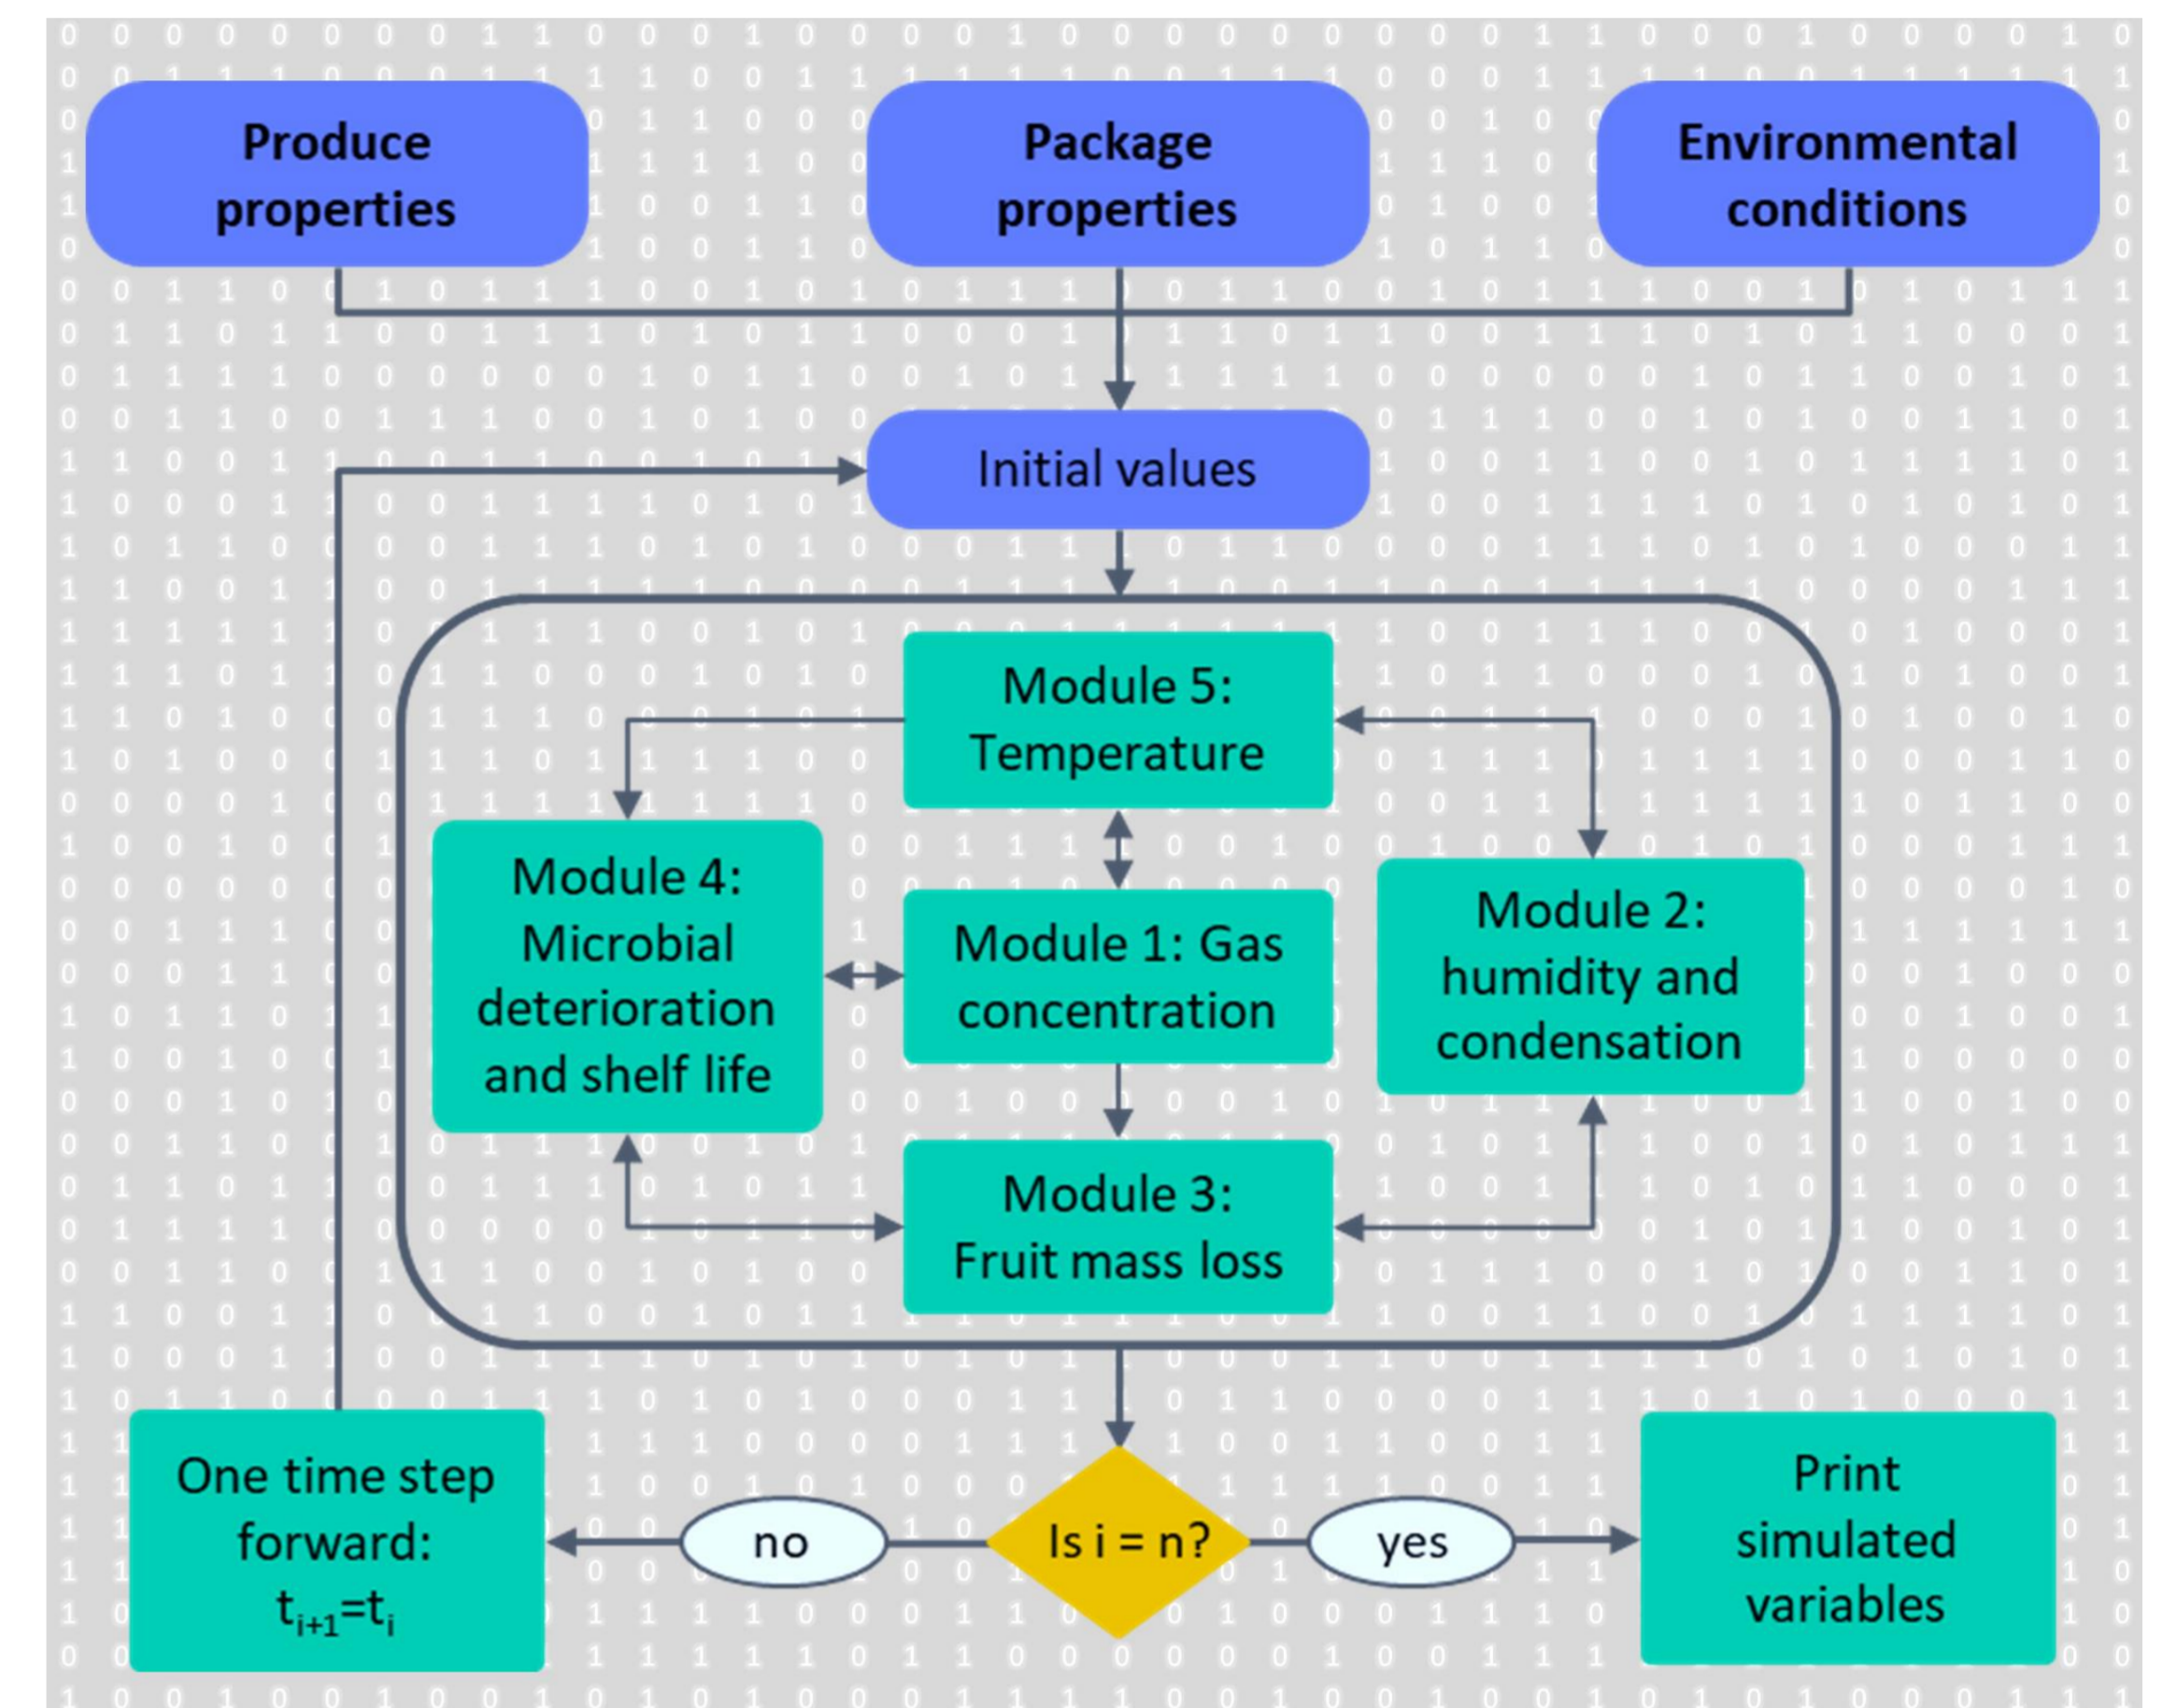 Produce
properties
Package
properties
Environmental
conditions
Initial values
Module 5:
Temperature
Module 4:
Microbial
deterioration
and shelf life
Module 1: Gas
concentration
Module 2:
humidity and
condensation
Module 3:
Fruit mass loss
One time step
forward:
tᵢ₊₁=tᵢ
no
Is i = n?
yes
Print
simulated
variables